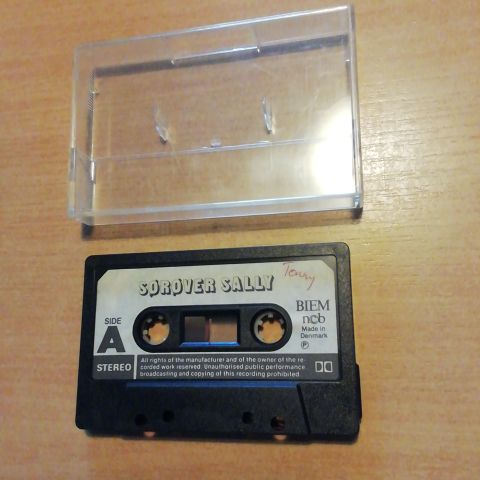 Tonny
SØRØVER SALLY
BIEM
ncb
SIDE
A
Made in
Denmark
P
STEREO
All rights of the manufacturer and of the owner of the re-
corded work reserved. Unauthorised public performance
broadcasting and copying of this recording prohibited.